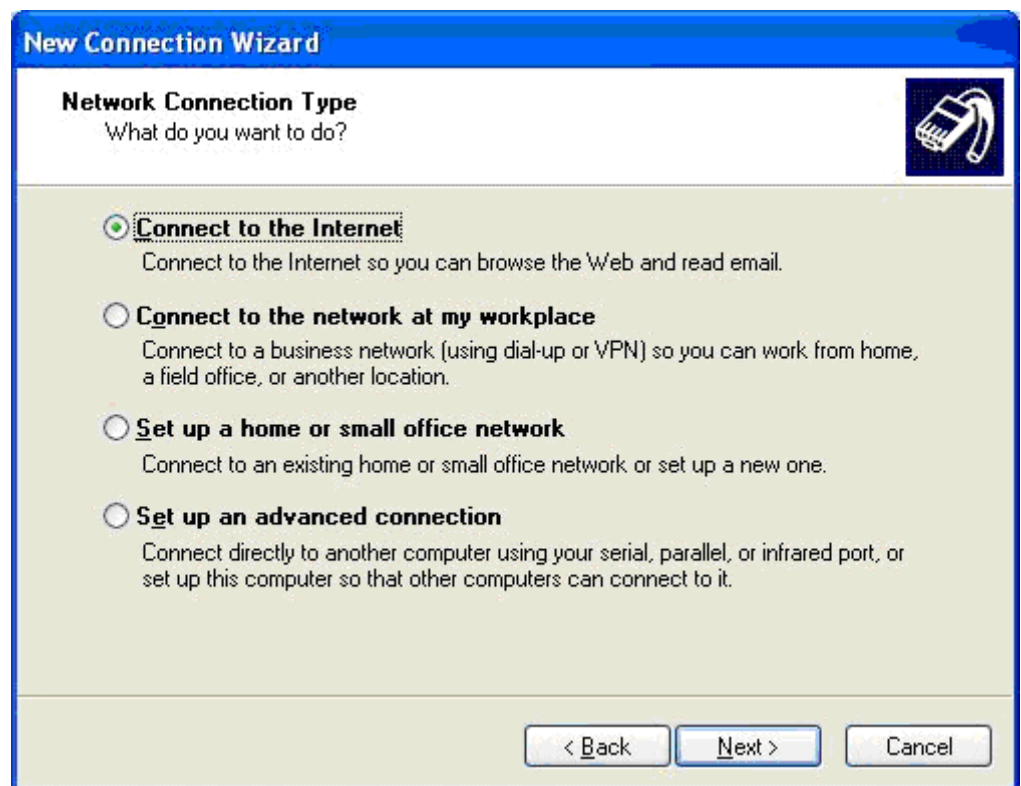 New Connection Wizard
Network Connection Type
What do you want to do?
Connect to the Internet
Connect to the Internet so you can browse the Web and read email.
Connect to the network at my workplace
Connect to a business network (using dial-up or VPN) so you can work from home,
a field office, or another location.
Set up a home or small office network
Connect to an existing home or small office network or set up a new one.
Set up an advanced connection
Connect directly to another computer using your serial, parallel, or infrared port, or
set up this computer so that other computers can connect to it.
< Back Next > Cancel